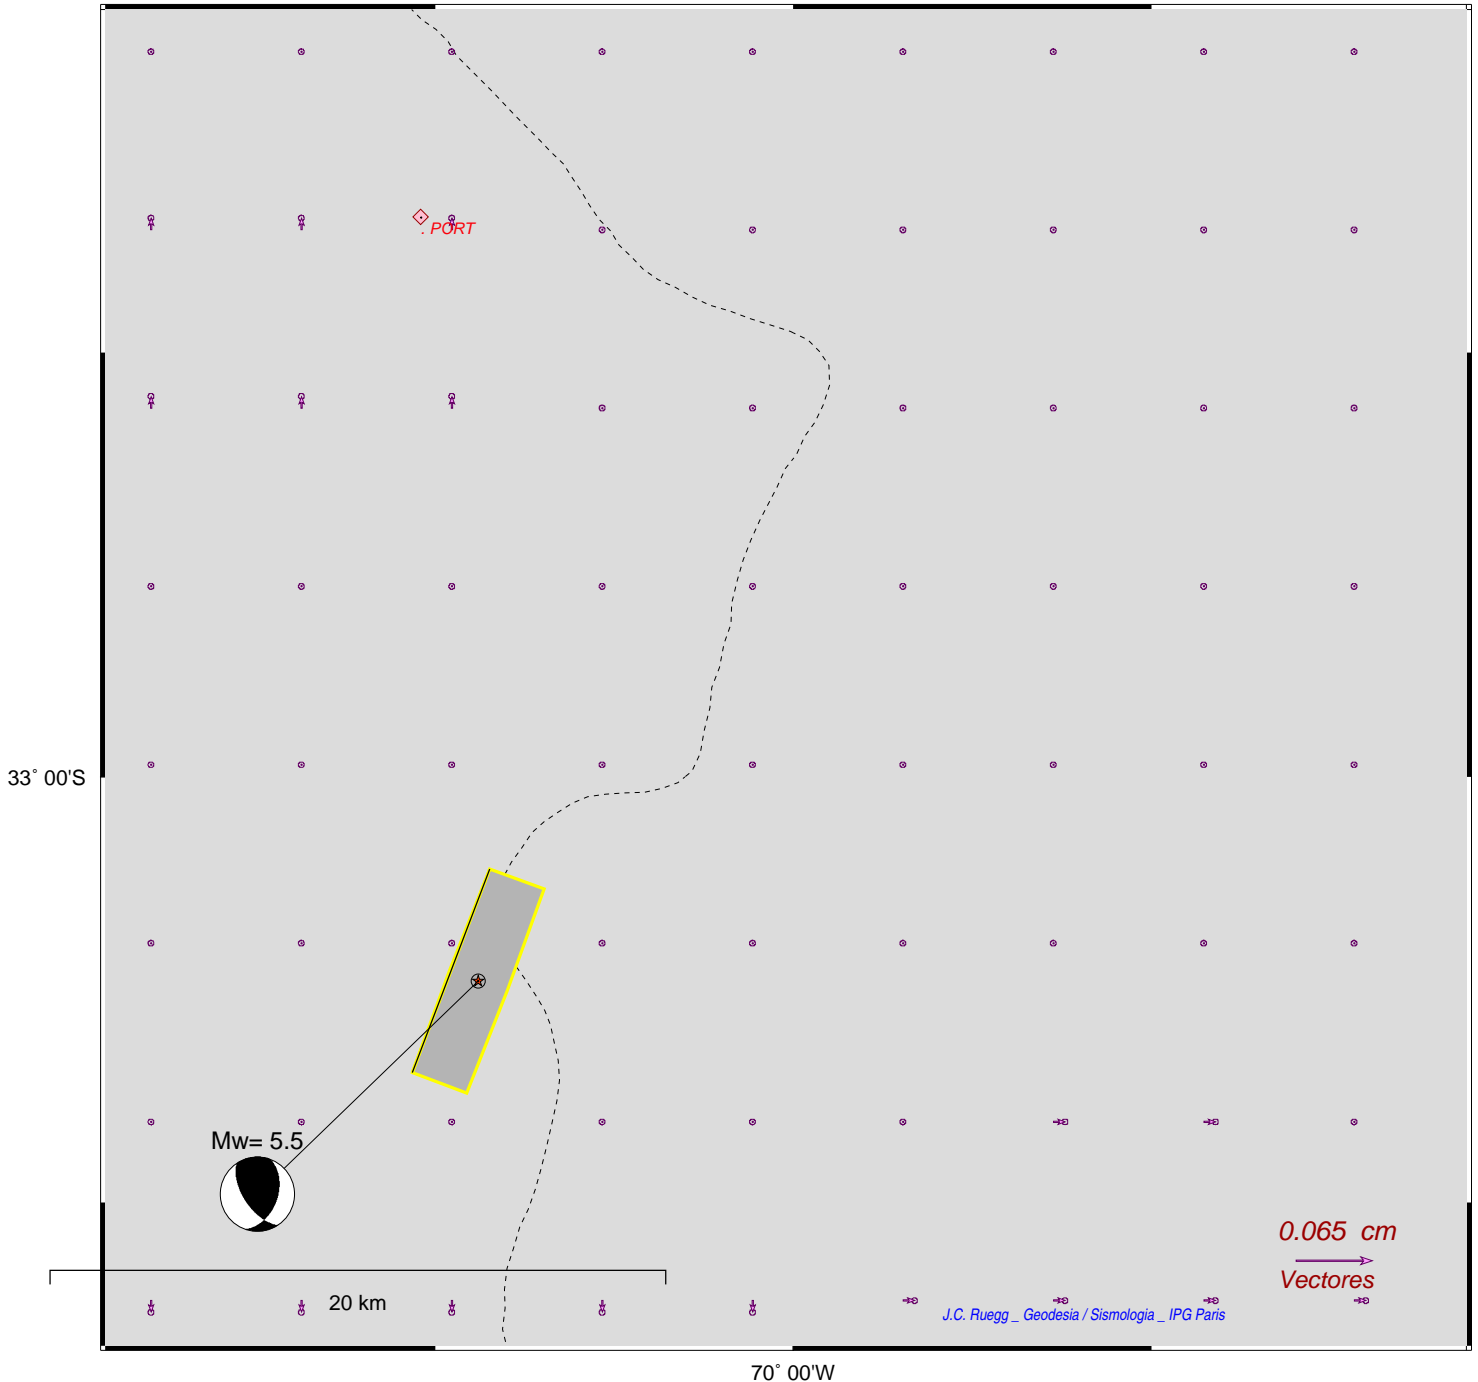 . PORT
33° 00'S
Mw= 5.5
0.065 cm
Vectores
20 km
J.C. Ruegg _ Geodesia / Sismologia _ IPG Paris
70° 00'W